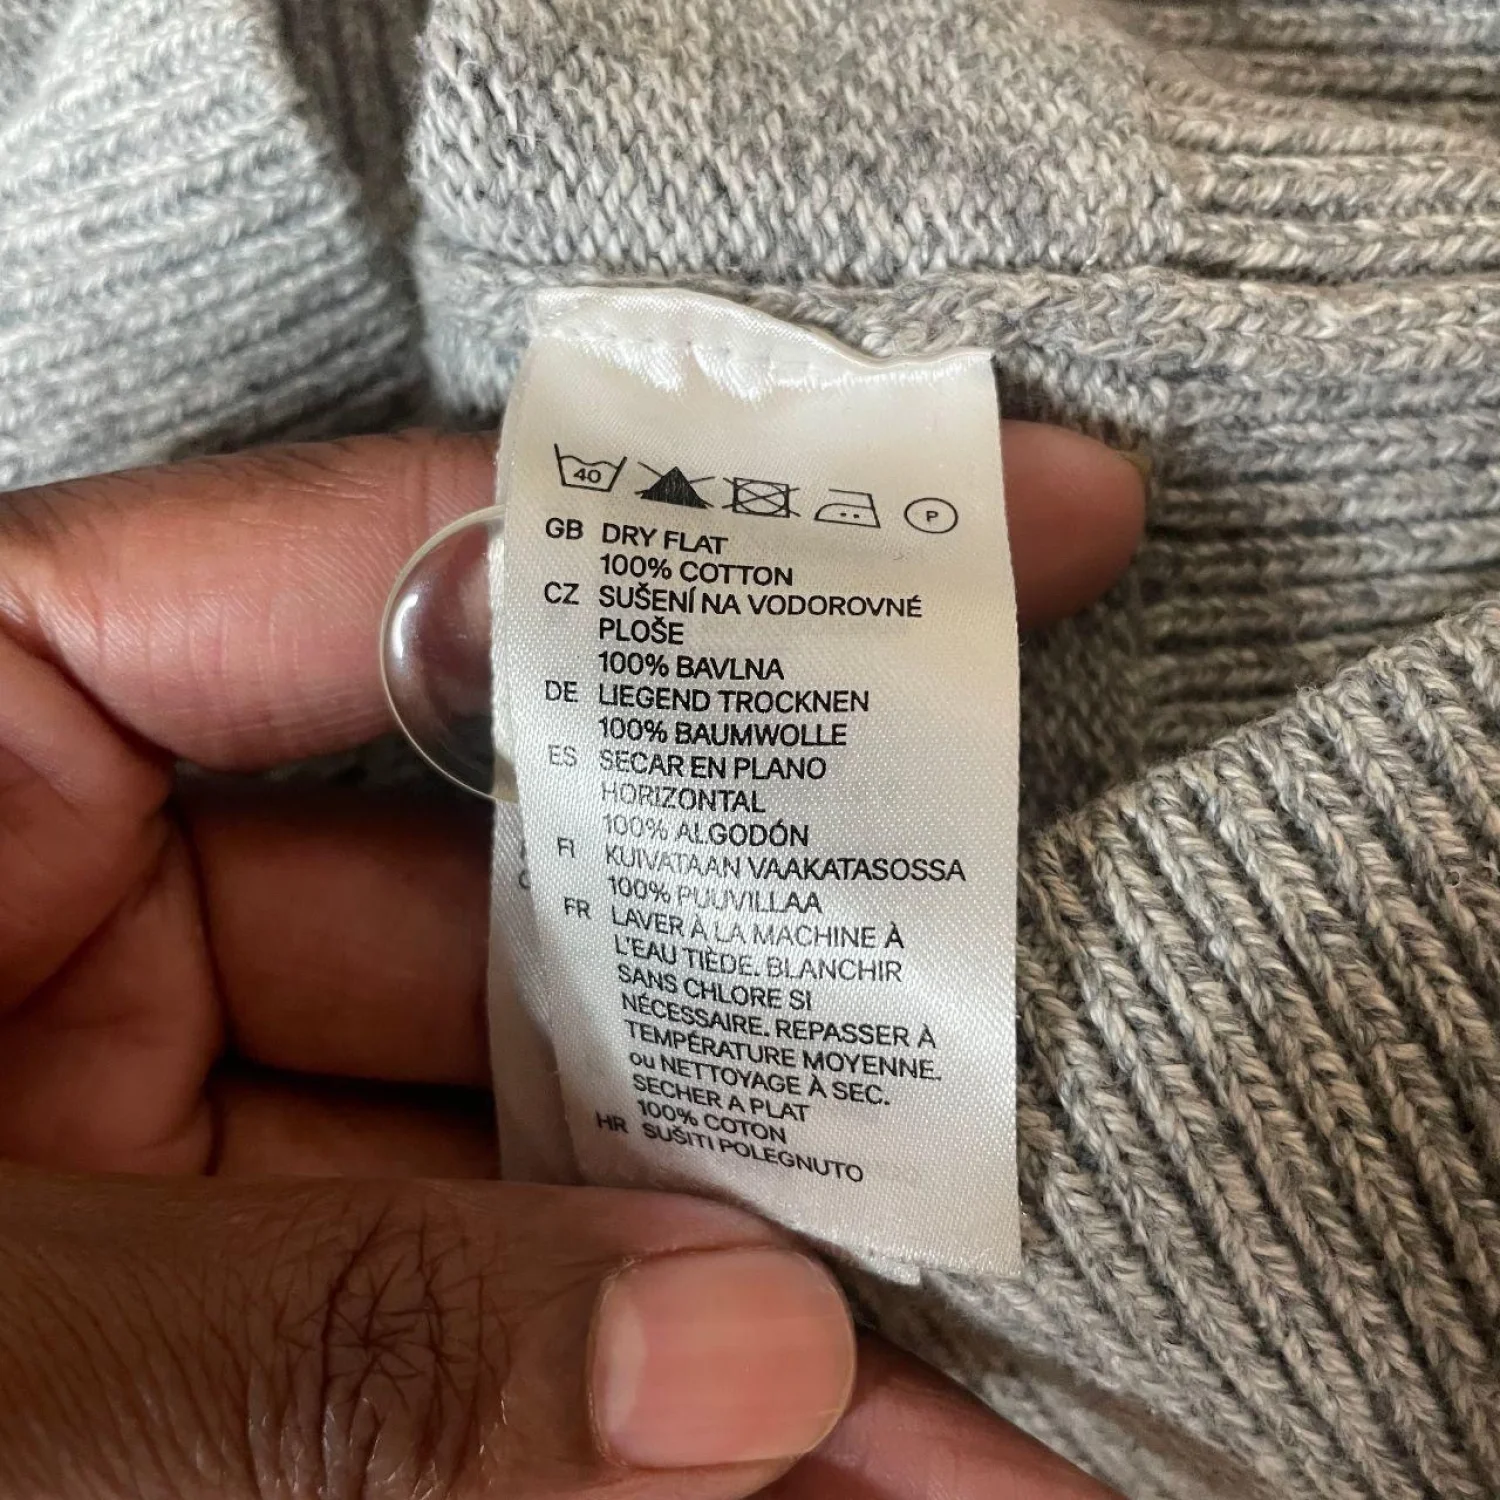 40 P
GB DRY FLAT
100% COTTON
CZ SUŠENÍ NA VODOROVNÉ
PLOŠE
100% BAVLNA
DE LIEGEND TROCKNEN
100% BAUMWOLLE
ES SECAR EN PLANO
HORIZONTAL
100% ALGODÓN
FI KUIVATAAN VAAKATASOSSA
100% PUUVILLAA
FR LAVER À LA MACHINE À
L'EAU TIÈDE. BLANCHIR
SANS CHLORE SI
NÉCESSAIRE. REPASSER À
TEMPÉRATURE MOYENNE.
ou NETTOYAGE À SEC.
SECHER A PLAT
100% COTON
HR SUŠITI POLEGNUTO